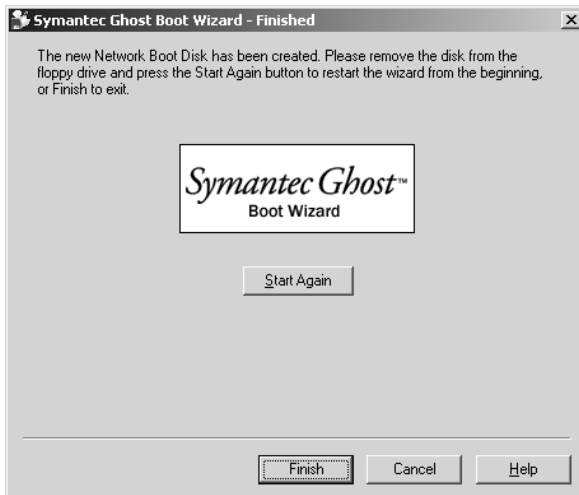 Symantec Ghost Boot Wizard - Finished
The new Network Boot Disk has been created. Please remove the disk from the
floppy drive and press the Start Again button to restart the wizard from the beginning,
or Finish to exit.
Symantec Ghost™
Boot Wizard
Start Again
Finish
Cancel
Help